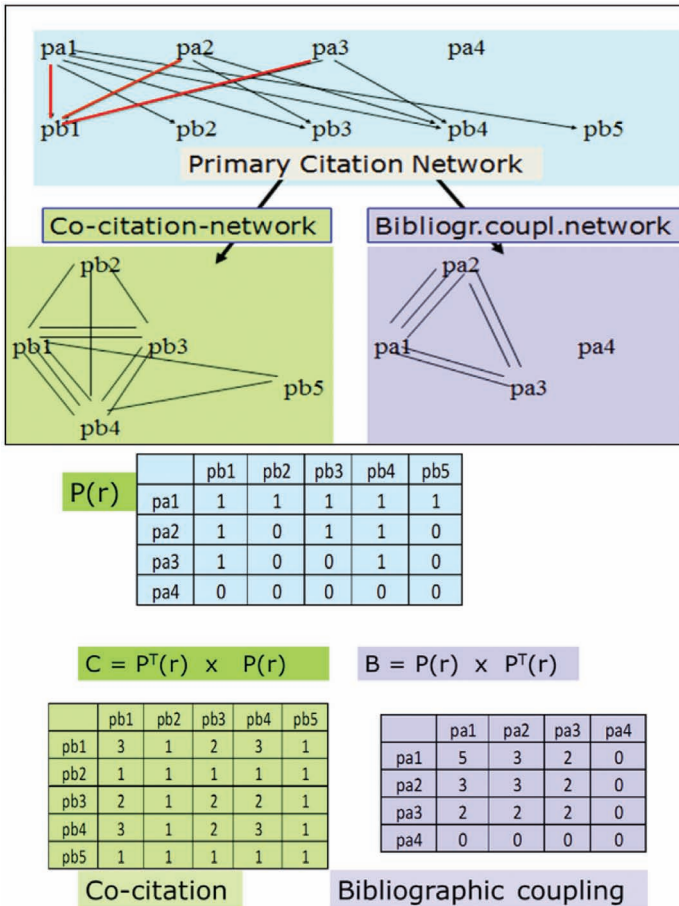 pa1 pa2 pa3 pa4
pb1 pb2 pb3 pb4 pb5
Primary Citation Network
Co-citation-network
Bibliogr.coupl.network
pb2
pb1 pb3
pb5
pb4
pa2
pa1 pa4
pa3
P(r)
pb1 pb2 pb3 pb4 pb5
pa1 1 1 1 1 1
pa2 1 0 1 1 0
pa3 1 0 0 1 0
pa4 0 0 0 0 0
C = Pᵀ(r) x P(r)
B = P(r) x Pᵀ(r)
pb1 pb2 pb3 pb4 pb5
pb1 3 1 2 3 1
pb2 1 1 1 1 1
pb3 2 1 2 2 1
pb4 3 1 2 3 1
pb5 1 1 1 1 1
Co-citation
pa1 pa2 pa3 pa4
pa1 5 3 2 0
pa2 3 3 2 0
pa3 2 2 2 0
pa4 0 0 0 0
Bibliographic coupling